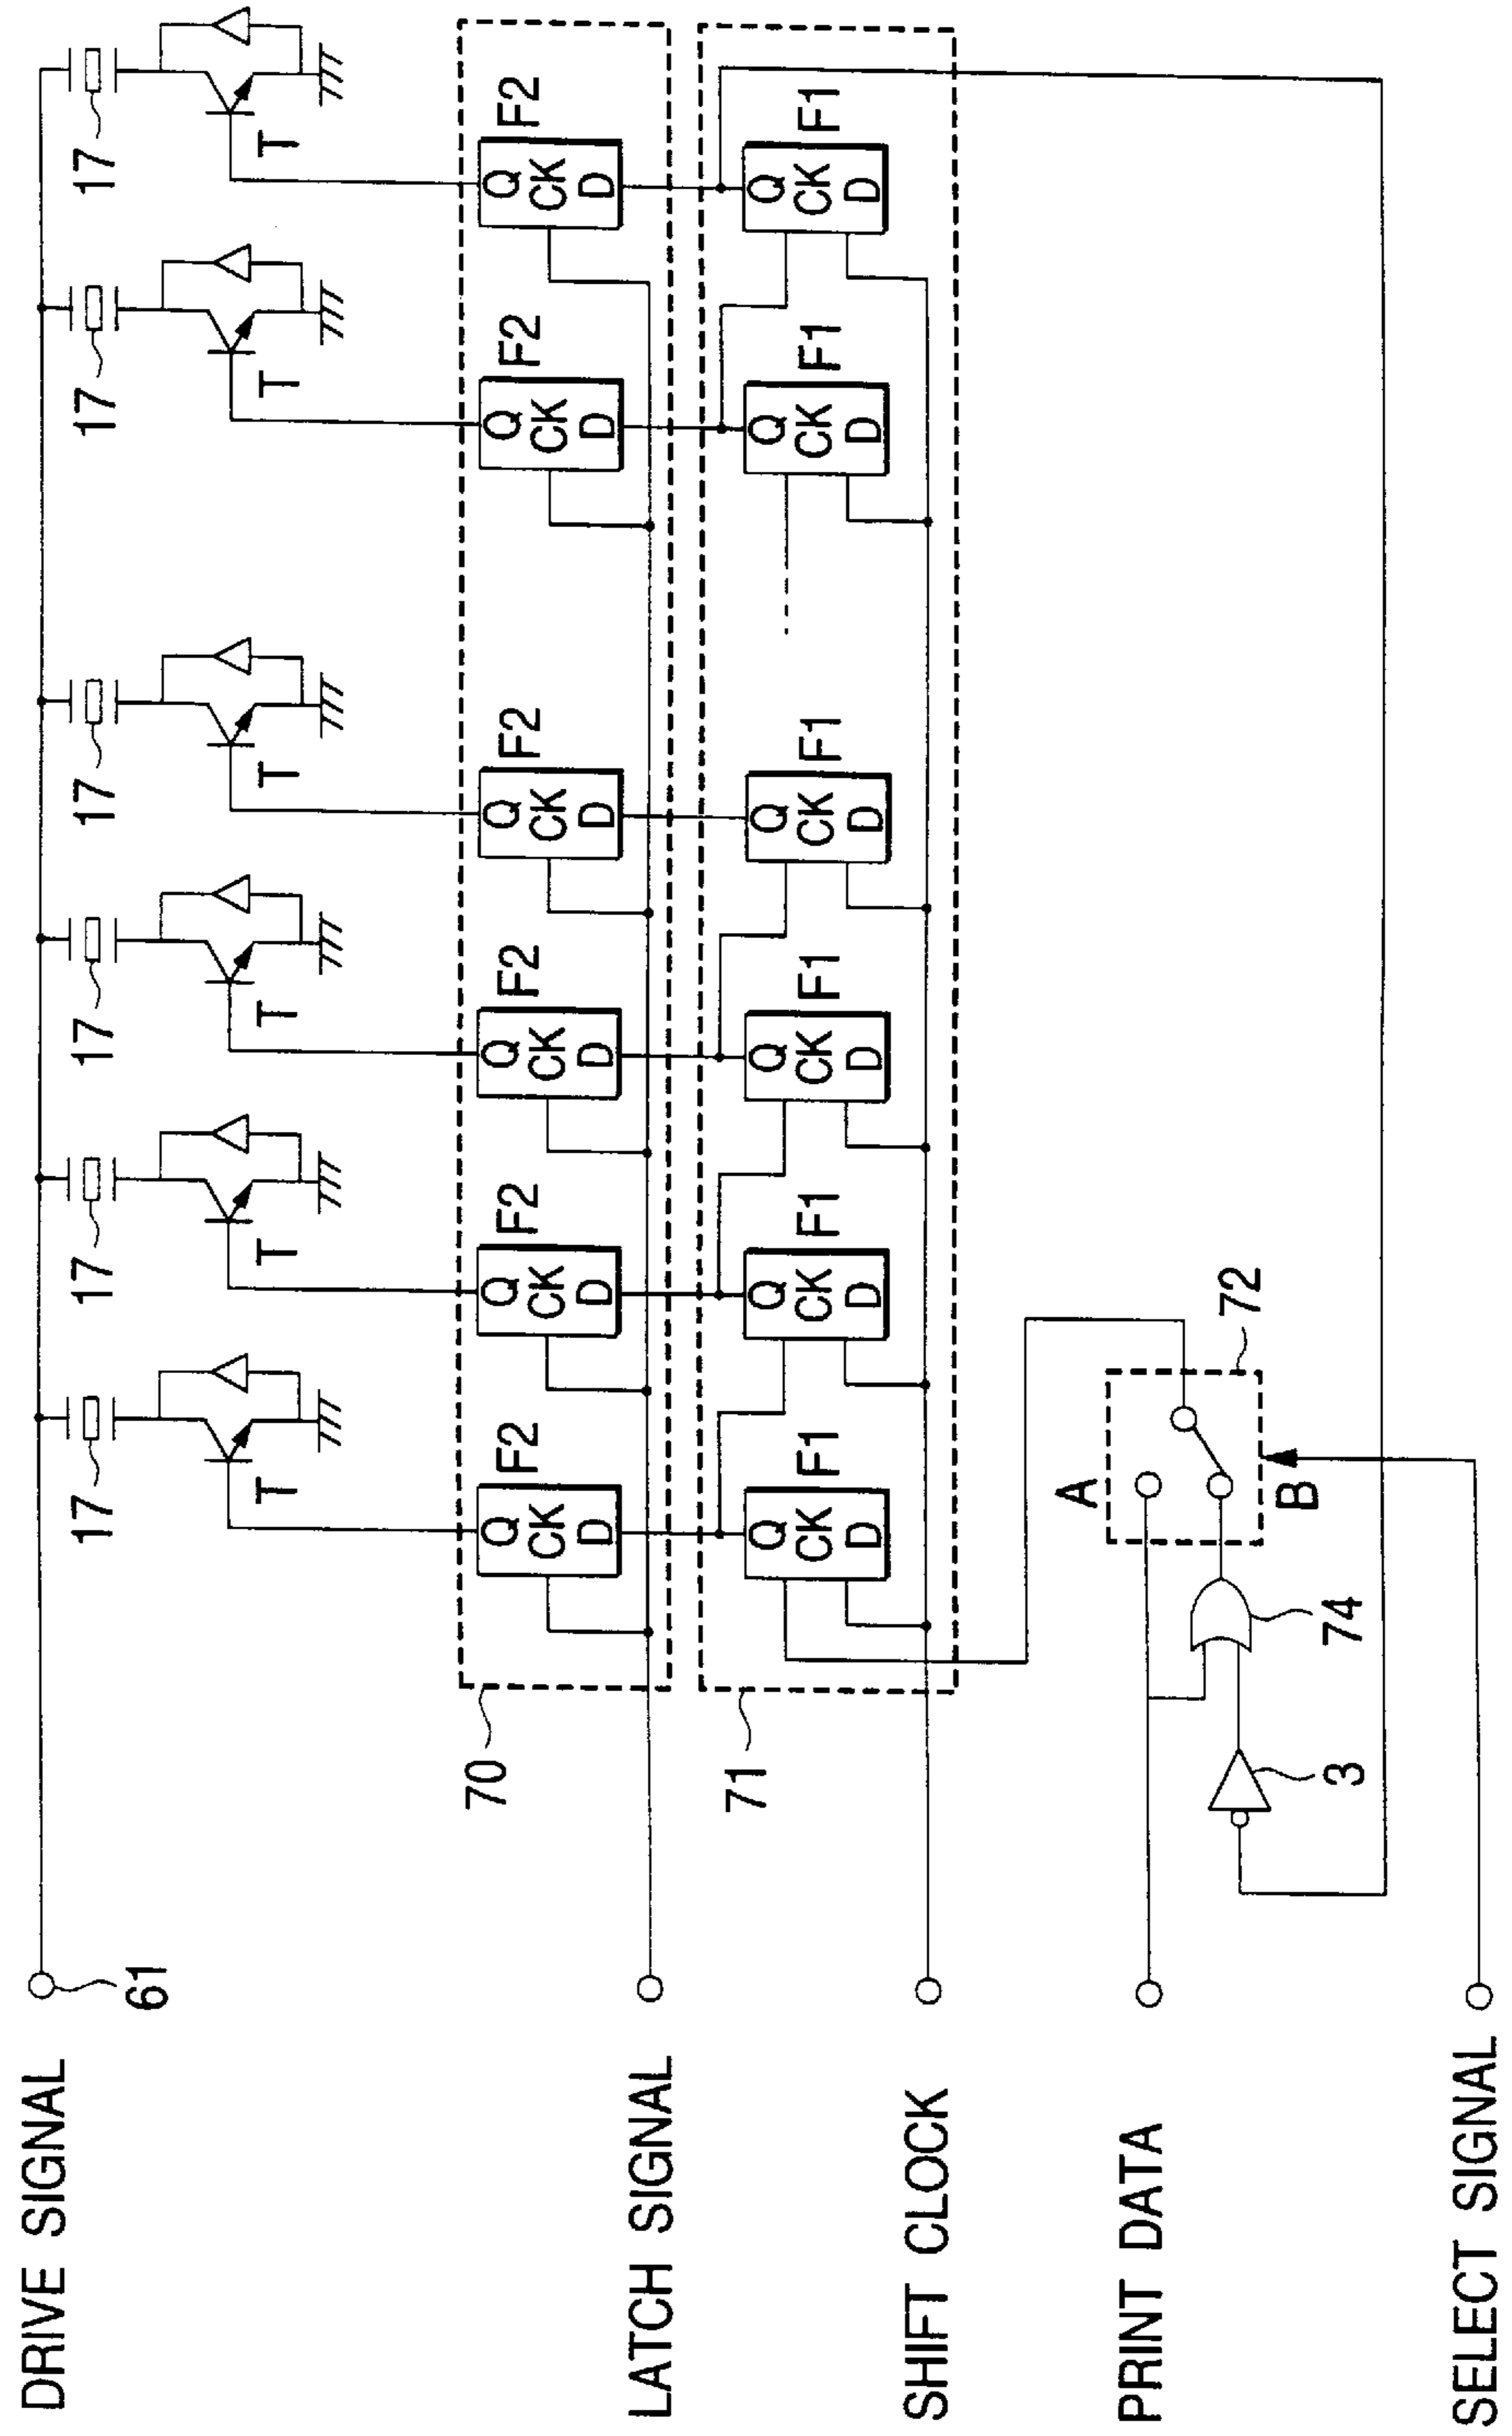 DRIVE SIGNAL
61
17 17 17 17 17 17
T T T T T T
70
F2 F2 F2 F2 F2 F2
Q Q Q Q Q Q
CK CK CK CK CK CK
D D D D D D
LATCH SIGNAL
71
F1 F1 F1 F1 F1 F1
Q Q Q Q Q Q
CK CK CK CK CK CK
D D D D D D
SHIFT CLOCK
A
72
PRINT DATA
B
74
3
SELECT SIGNAL